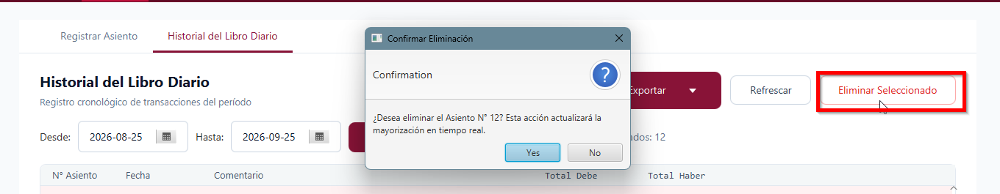 Registrar Asiento
Historial del Libro Diario
Confirmar Eliminación
Confirmation
?
¿Desea eliminar el Asiento N° 12? Esta acción actualizará la
mayorización en tiempo real.
Yes
No
Historial del Libro Diario
Registro cronológico de transacciones del período
Exportar
Refrescar
Eliminar Seleccionado
Desde: 2026-08-25 Hasta: 2026-09-25
12
N° Asiento Fecha Comentario Total Debe Total Haber